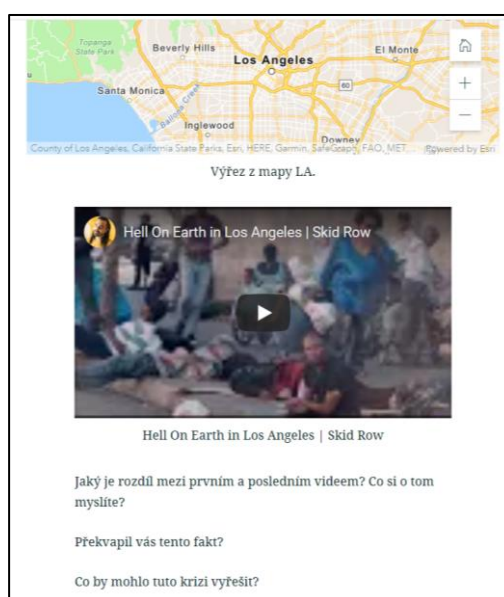 Topanga
State Park
Beverly Hills
Los Angeles
El Monte
Santa Monica
Ballona Creek
60
Inglewood
Downey
County of Los Angeles, California State Parks, Esri, HERE, Garmin, SafeGraph, FAO, MET...
Powered by Esri
Výřez z mapy LA.
Hell On Earth in Los Angeles | Skid Row
Hell On Earth in Los Angeles | Skid Row
Jaký je rozdíl mezi prvním a posledním videem? Co si o tom
myslíte?
Překvapil vás tento fakt?
Co by mohlo tuto krizi vyřešit?